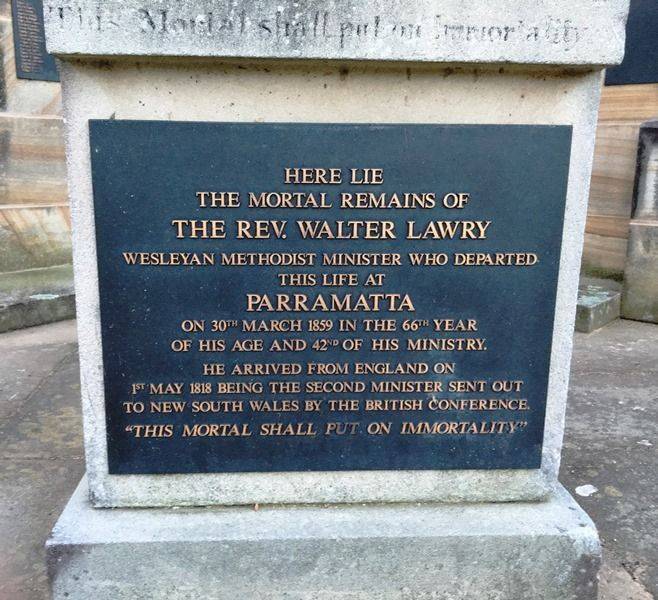 This Mortal shall put on Immortality
HERE LIE
THE MORTAL REMAINS OF
THE REV. WALTER LAWRY
WESLEYAN METHODIST MINISTER WHO DEPARTED
THIS LIFE AT
PARRAMATTA
ON 30TH MARCH 1859 IN THE 66TH YEAR
OF HIS AGE AND 42ND OF HIS MINISTRY.
HE ARRIVED FROM ENGLAND ON
1ST MAY 1818 BEING THE SECOND MINISTER SENT OUT
TO NEW SOUTH WALES BY THE BRITISH CONFERENCE.
"THIS MORTAL SHALL PUT ON IMMORTALITY"